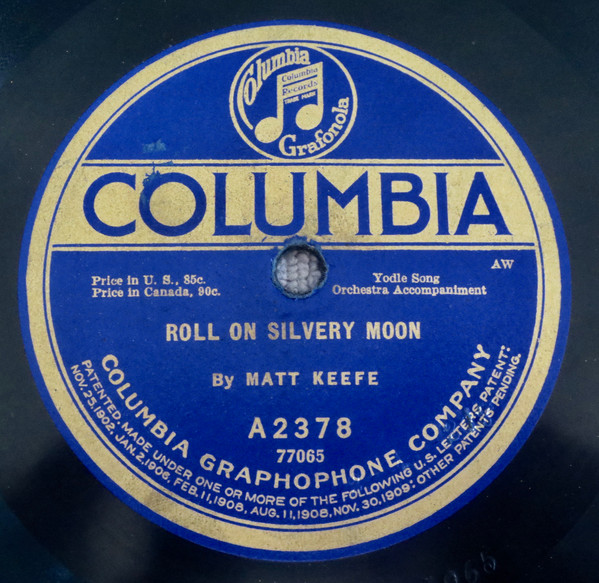 Columbia
Columbia
Records
TRADE MARK
Grafonola
COLUMBIA
Price in U. S., 85c.
Price in Canada, 90c.
Yodle Song
Orchestra Accompaniment
AW
ROLL ON SILVERY MOON
By MATT KEEFE
A2378
77065
COLUMBIA GRAPHOPHONE COMPANY
PATENTED; MADE UNDER ONE OR MORE OF THE FOLLOWING U.S. LETTERS PATENT:
NOV.25,1902, JAN.2,1906, FEB.11,1908, AUG.11,1908, NOV.30,1909; OTHER PATENTS PENDING.